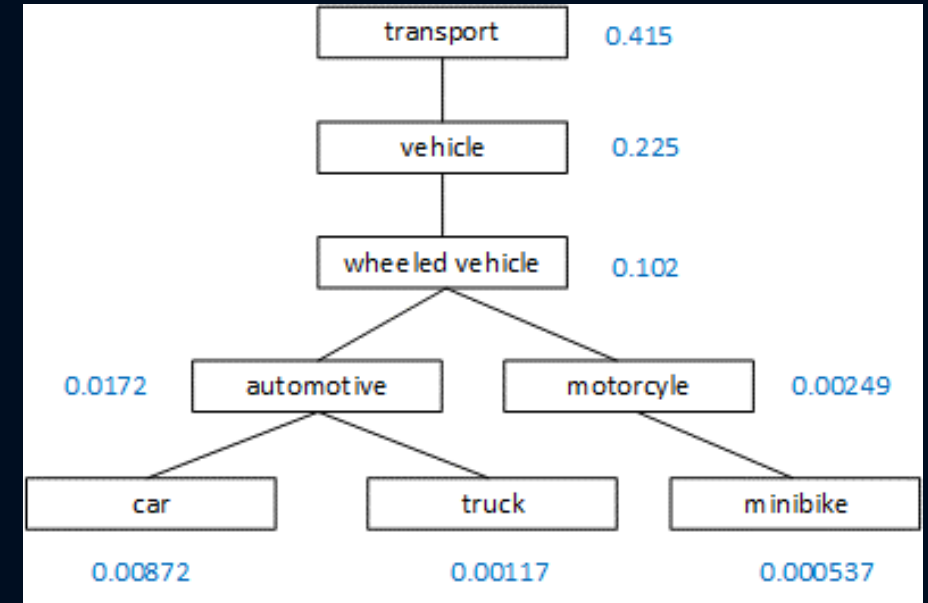 transport 0.415
vehicle 0.225
wheeled vehicle 0.102
0.0172 automotive motorcyle 0.00249
car truck minibike
0.00872 0.00117 0.000537